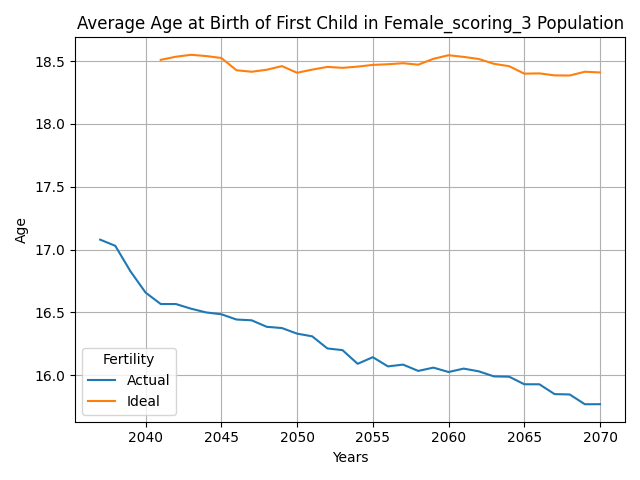 Average Age at Birth of First Child in Female_scoring_3 Population
Age
18.5
18.0
17.5
17.0
16.5
16.0
Fertility
Actual
Ideal
2040 2045 2050 2055 2060 2065 2070
Years